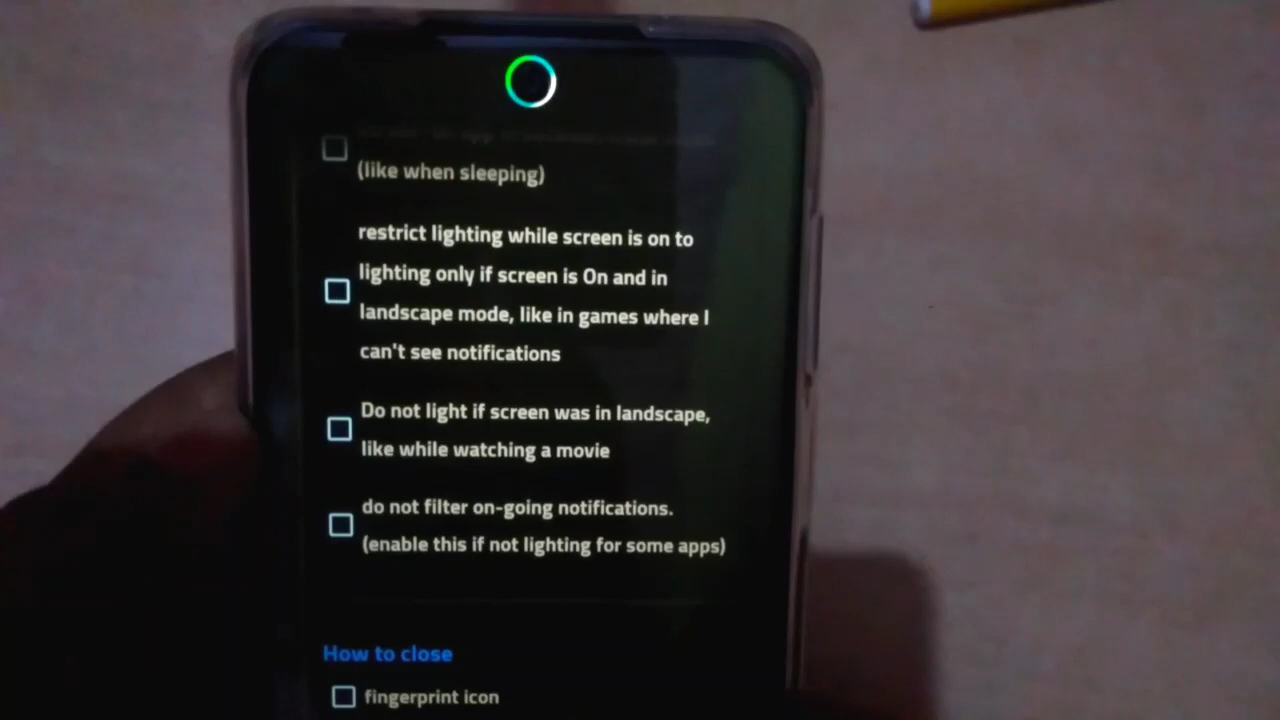 (like when sleeping)
restrict lighting while screen is on to
lighting only if screen is On and in
landscape mode, like in games where I
can't see notifications
Do not light if screen was in landscape,
like while watching a movie
do not filter on-going notifications.
(enable this if not lighting for some apps)
How to close
fingerprint icon